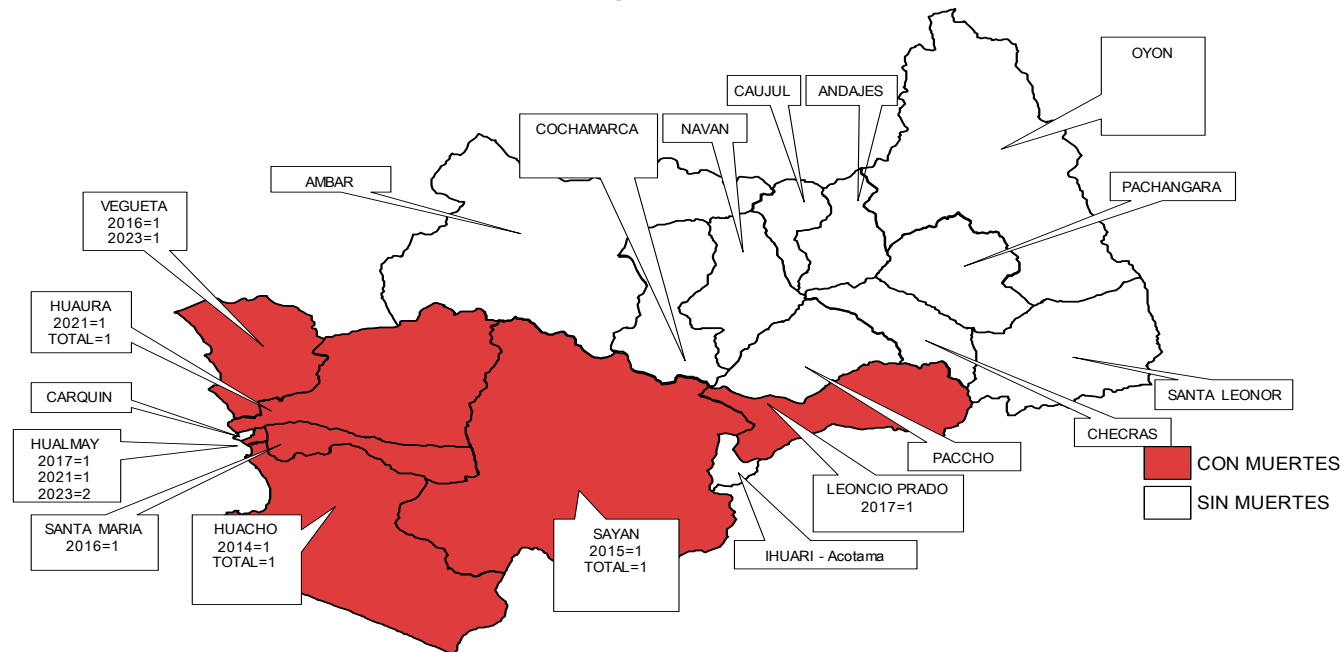 OYON
CAUJUL
ANDAJES
COCHAMARCA
NAVAN
AMBAR
PACHANGARA
VEGUETA
2016=1
2023=1
HUAURA
2021=1
TOTAL=1
CARQUIN
SANTA LEONOR
CHECRAS
HUALMAY
2017=1
2021=1
2023=2
PACCHO
CON MUERTES
LEONCIO PRADO
2017=1
SIN MUERTES
SANTA MARIA
2016=1
HUACHO
2014=1
TOTAL=1
SAYAN
2015=1
TOTAL=1
IHUARI - Acotama